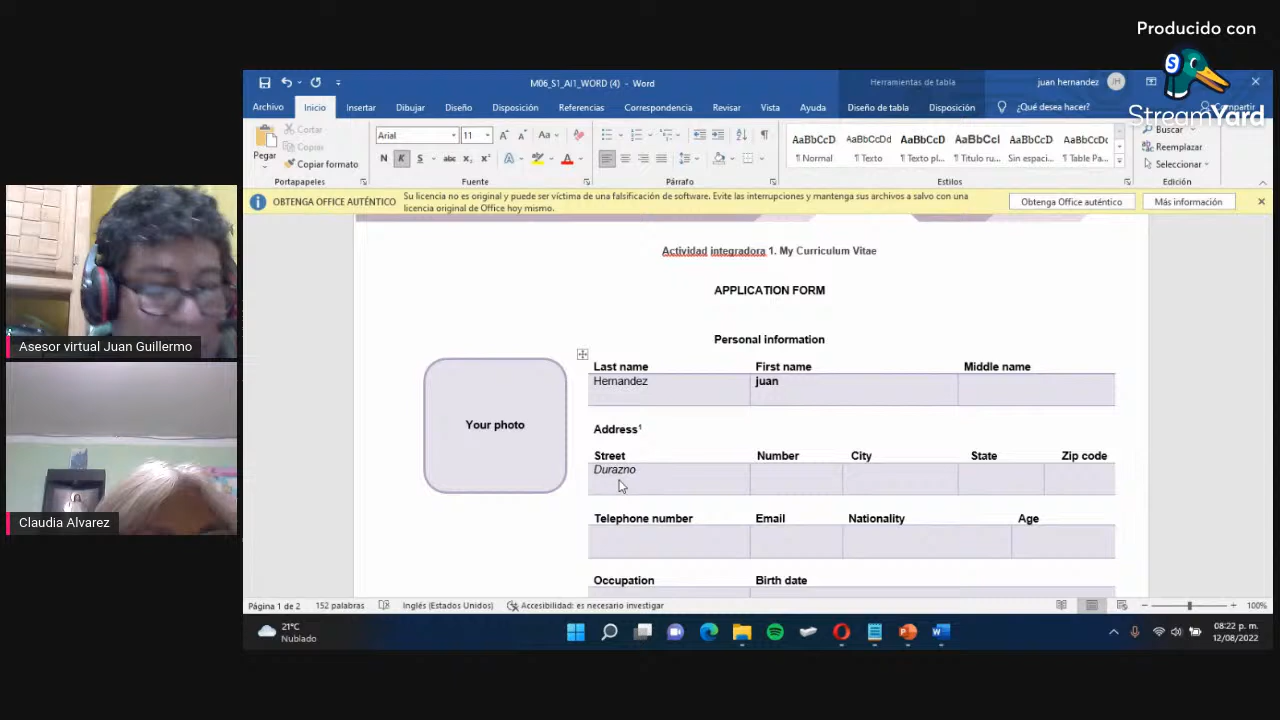 Producido con
S
StreamYard
M06_S1_AI1_WORD (4) - Word
Herramientas de tabla
juan hernandez
JH
Archivo
Inicio
Insertar
Dibujar
Diseño
Disposición
Referencias
Correspondencia
Revisar
Vista
Ayuda
Diseño de tabla
Disposición
¿Qué desea hacer?
Compartir
Pegar
Cortar
Copiar
Copiar formato
Portapapeles
Arial
11
N K S abc x₂ x²
Fuente
Párrafo
AaBbCcD
¶ Normal
AaBbCcDd
¶ Texto
AaBbCcD
¶ Texto pl...
AaBbCcI
¶ Titulo ru...
AaBbCcD
Sin espaci...
AaBbCcDc
¶ Table Pa...
Estilos
Buscar
Reemplazar
Seleccionar
Edición
OBTENGA OFFICE AUTÉNTICO
Su licencia no es original y puede ser víctima de una falsificación de software. Evite las interrupciones y mantenga sus archivos a salvo con una
licencia original de Office hoy mismo.
Obtenga Office auténtico
Más información
Actividad integradora 1. My Curriculum Vitae
APPLICATION FORM
Personal information
Your photo
Last name First name Middle name
Hernandez juan
Address¹
Street Number City State Zip code
Durazno
Telephone number Email Nationality Age
Occupation Birth date
Asesor virtual Juan Guillermo
Claudia Alvarez
Página 1 de 2
152 palabras
Inglés (Estados Unidos)
Accesibilidad: es necesario investigar
100%
21°C
Nublado
08:22 p. m.
12/08/2022